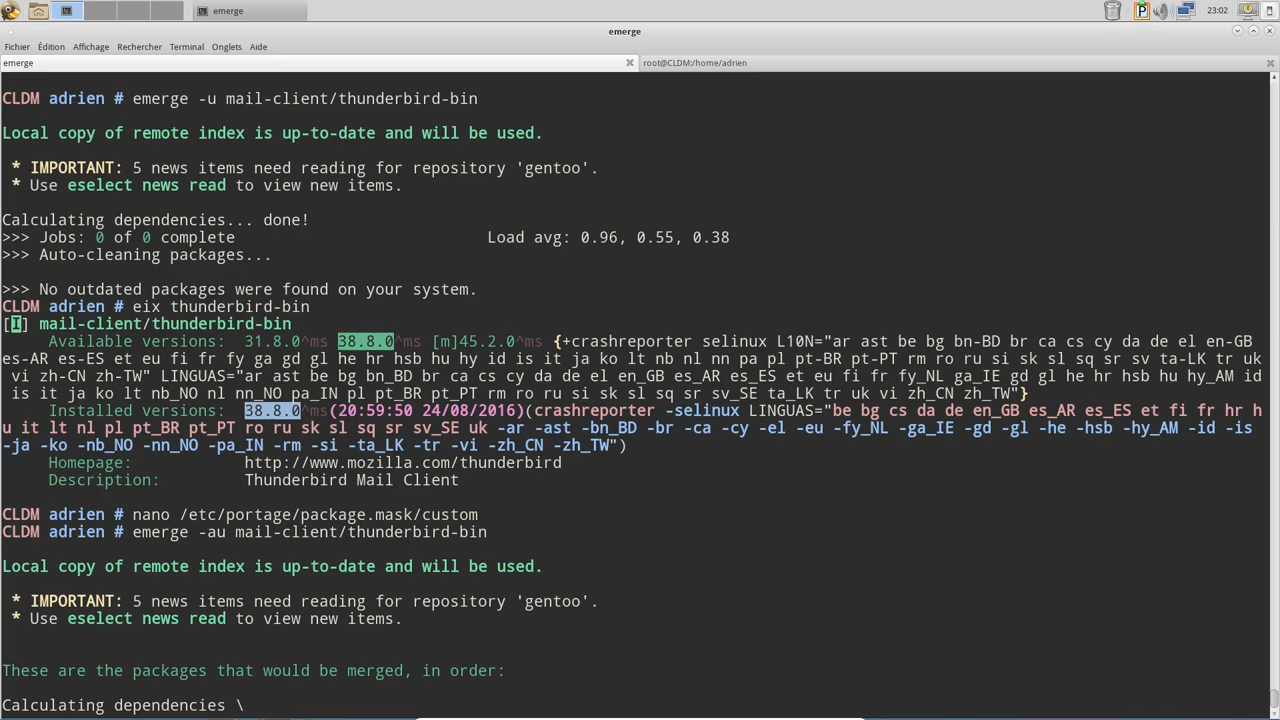 emerge
23:02
emerge
Fichier Édition Affichage Rechercher Terminal Onglets Aide
emerge
root@CLDM:/home/adrien
CLDM adrien # emerge -u mail-client/thunderbird-bin
Local copy of remote index is up-to-date and will be used.
* IMPORTANT: 5 news items need reading for repository 'gentoo'.
* Use eselect news read to view new items.
Calculating dependencies... done!
>>> Jobs: 0 of 0 complete Load avg: 0.96, 0.55, 0.38
>>> Auto-cleaning packages...
>>> No outdated packages were found on your system.
CLDM adrien # eix thunderbird-bin
[I] mail-client/thunderbird-bin
Available versions: 31.8.0^ms 38.8.0^ms [m]45.2.0^ms {+crashreporter selinux L10N="ar ast be bg bn-BD br ca cs cy da de el en-GB
es-AR es-ES et eu fi fr fy ga gd gl he hr hsb hu hy id is it ja ko lt nb nl nn pa pl pt-BR pt-PT rm ro ru si sk sl sq sr sv ta-LK tr uk
vi zh-CN zh-TW" LINGUAS="ar ast be bg bn_BD br ca cs cy da de el en_GB es_AR es_ES et eu fi fr fy_NL ga_IE gd gl he hr hsb hu hy_AM id
is it ja ko lt nb_NO nl nn_NO pa_IN pl pt_BR pt_PT rm ro ru si sk sl sq sr sv_SE ta_LK tr uk vi zh_CN zh_TW"}
Installed versions: 38.8.0^ms(20:59:50 24/08/2016)(crashreporter -selinux LINGUAS="be bg cs da de en_GB es_AR es_ES et fi fr hr h
u it lt nl pl pt_BR pt_PT ro ru sk sl sq sr sv_SE uk -ar -ast -bn_BD -br -ca -cy -el -eu -fy_NL -ga_IE -gd -gl -he -hsb -hy_AM -id -is
-ja -ko -nb_NO -nn_NO -pa_IN -rm -si -ta_LK -tr -vi -zh_CN -zh_TW")
Homepage: http://www.mozilla.com/thunderbird
Description: Thunderbird Mail Client
CLDM adrien # nano /etc/portage/package.mask/custom
CLDM adrien # emerge -au mail-client/thunderbird-bin
Local copy of remote index is up-to-date and will be used.
* IMPORTANT: 5 news items need reading for repository 'gentoo'.
* Use eselect news read to view new items.
These are the packages that would be merged, in order:
Calculating dependencies \